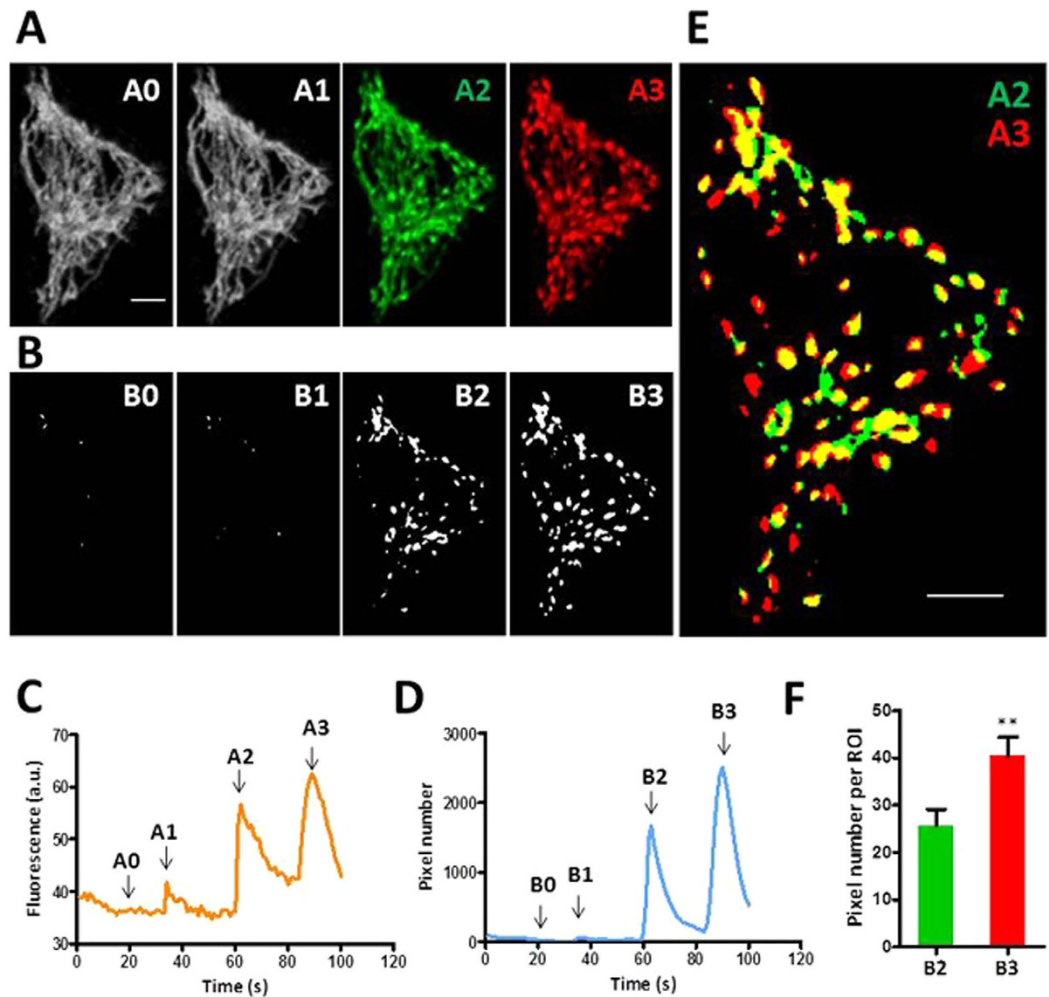 A
A0
A1
A2
A3
E
A2
A3
B
B0
B1
B2
B3
C
Fluorescence (a.u.)
70
60
50
40
30
A0
A1
A2
A3
0
20
40
60
80
100
120
Time (s)
D
Pixel number
3000
2000
1000
0
B0
B1
B2
B3
0
20
40
60
80
100
120
Time (s)
F
Pixel number per ROI
50
40
30
20
10
0
**
B2
B3